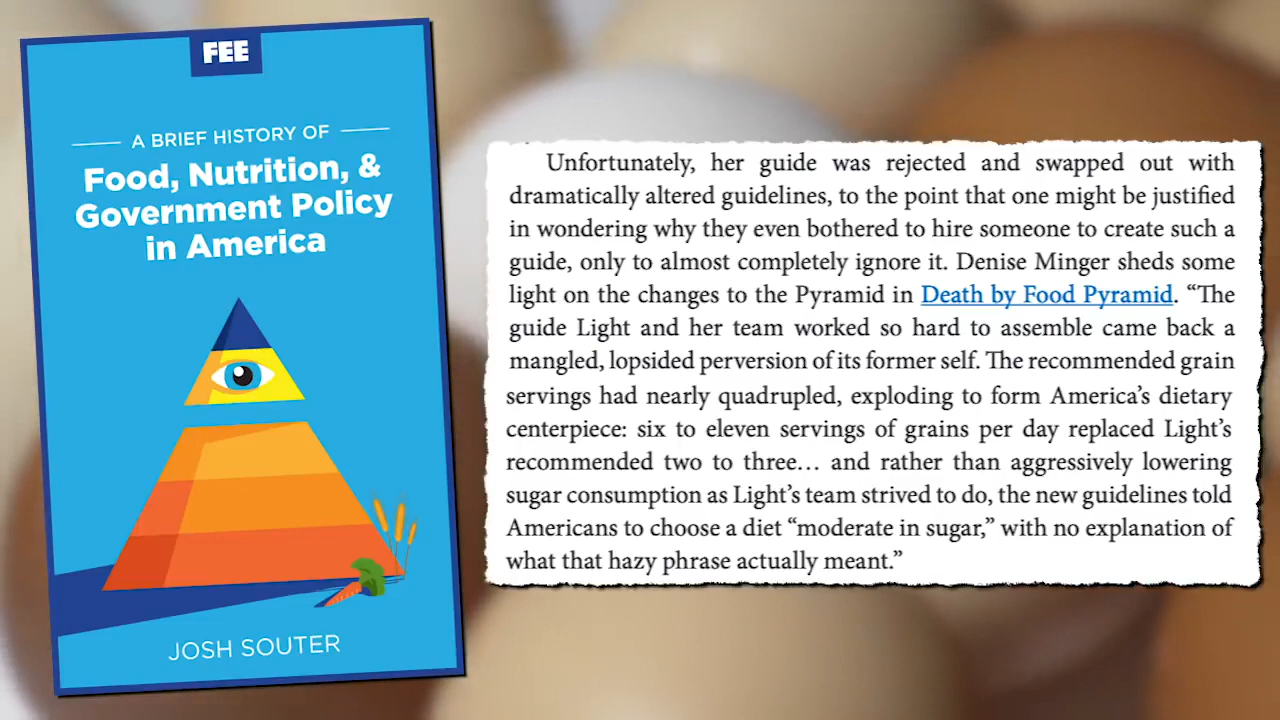 FEE
A BRIEF HISTORY OF
Food, Nutrition, &
Government Policy
in America
JOSH SOUTER
Unfortunately, her guide was rejected and swapped out with
dramatically altered guidelines, to the point that one might be justified
in wondering why they even bothered to hire someone to create such a
guide, only to almost completely ignore it. Denise Minger sheds some
light on the changes to the Pyramid in Death by Food Pyramid. “The
guide Light and her team worked so hard to assemble came back a
mangled, lopsided perversion of its former self. The recommended grain
servings had nearly quadrupled, exploding to form America’s dietary
centerpiece: six to eleven servings of grains per day replaced Light’s
recommended two to three… and rather than aggressively lowering
sugar consumption as Light’s team strived to do, the new guidelines told
Americans to choose a diet “moderate in sugar,” with no explanation of
what that hazy phrase actually meant.”